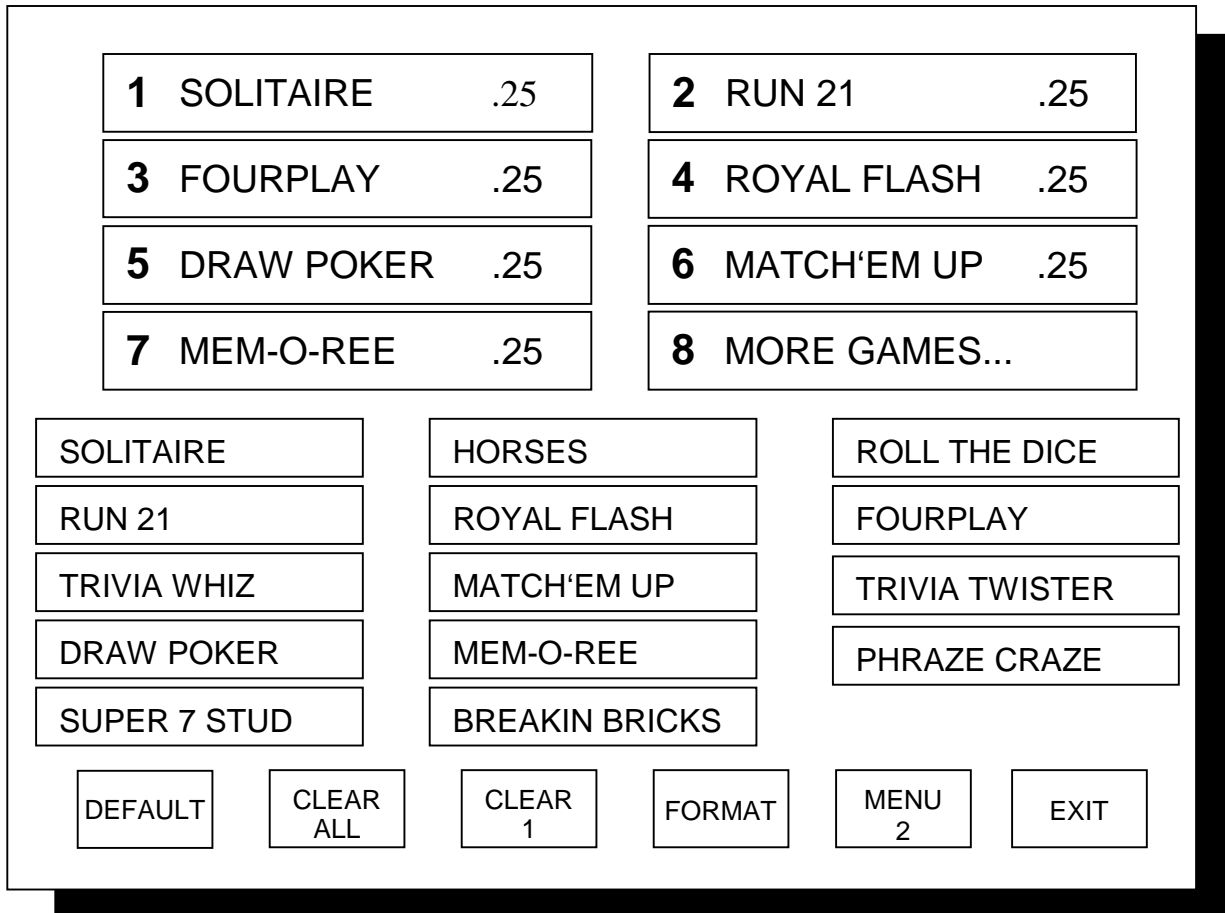 1 SOLITAIRE .25
2 RUN 21 .25
3 FOURPLAY .25
4 ROYAL FLASH .25
5 DRAW POKER .25
6 MATCH‘EM UP .25
7 MEM-O-REE .25
8 MORE GAMES...
SOLITAIRE
HORSES
ROLL THE DICE
RUN 21
ROYAL FLASH
FOURPLAY
TRIVIA WHIZ
MATCH‘EM UP
TRIVIA TWISTER
DRAW POKER
MEM-O-REE
PHRAZE CRAZE
SUPER 7 STUD
BREAKIN BRICKS
DEFAULT
CLEAR
ALL
CLEAR
1
FORMAT
MENU
2
EXIT